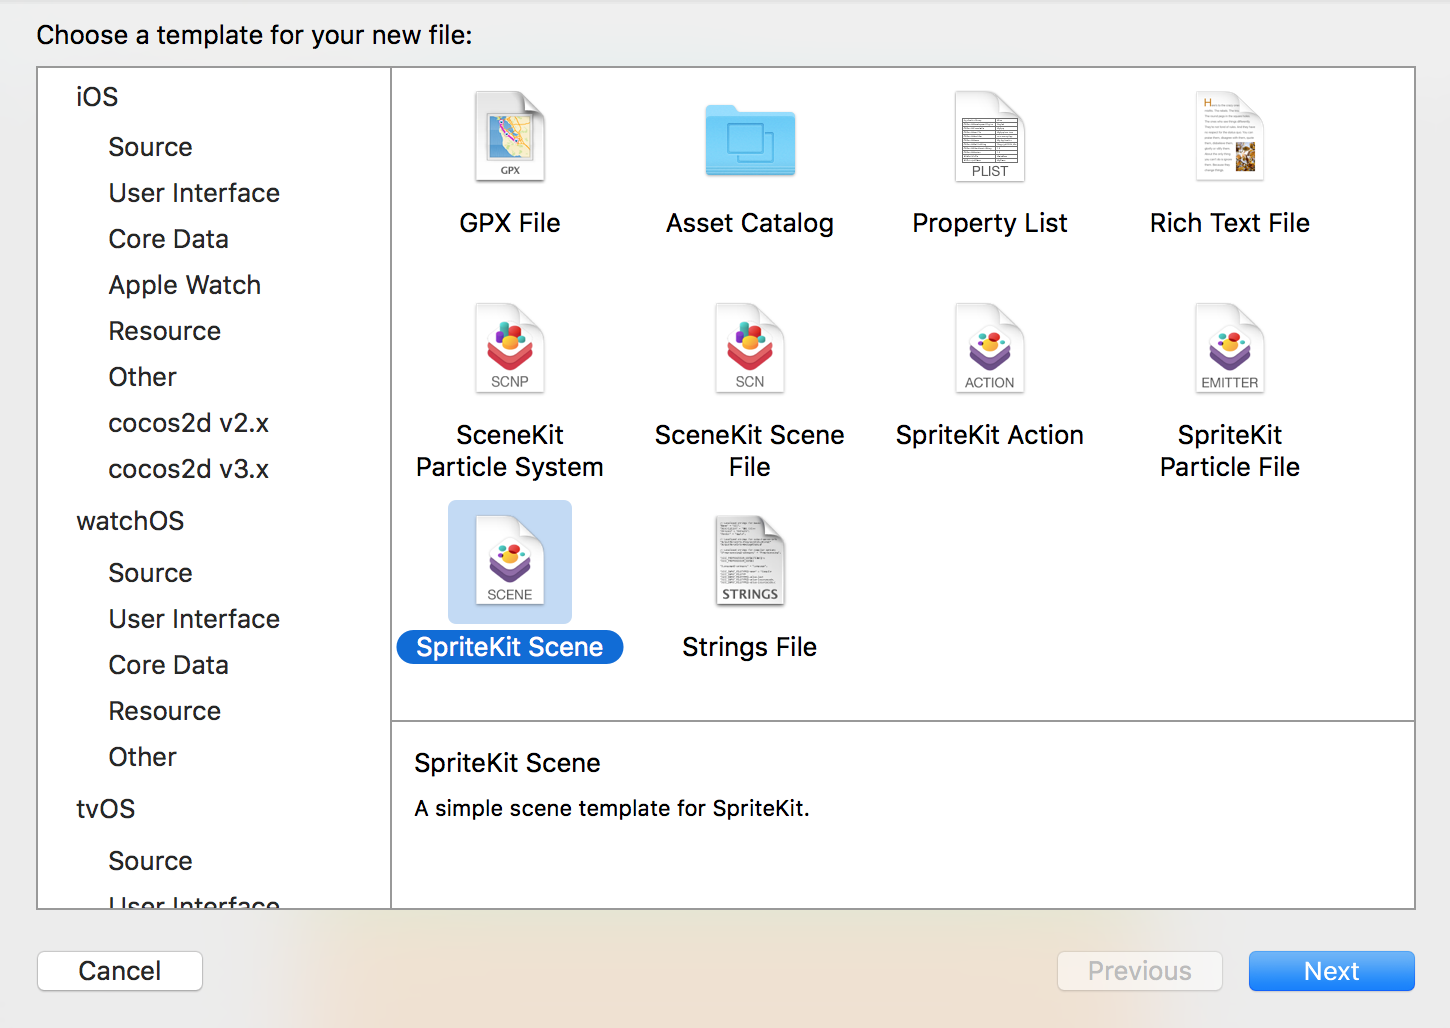 Choose a template for your new file:
iOS
Source
User Interface
Core Data
Apple Watch
Resource
Other
cocos2d v2.x
cocos2d v3.x
watchOS
Source
User Interface
Core Data
Resource
Other
tvOS
Source
User Interface
GPX
GPX File
Asset Catalog
PLIST
Property List
Rich Text File
SCNP
SceneKit
Particle System
SCN
SceneKit Scene
File
ACTION
SpriteKit Action
EMITTER
SpriteKit
Particle File
SCENE
SpriteKit Scene
STRINGS
Strings File
SpriteKit Scene
A simple scene template for SpriteKit.
Cancel
Previous
Next